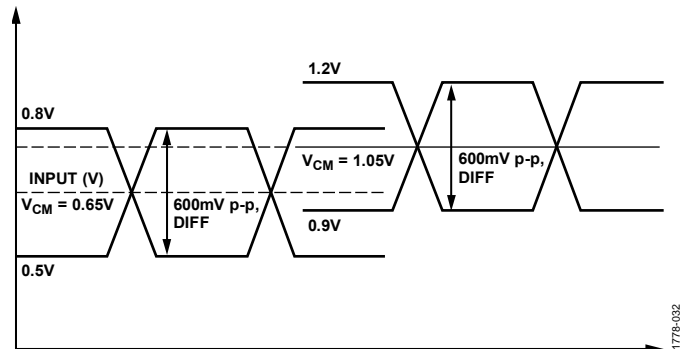 1.2V
0.8V
INPUT (V)
V_CM = 0.65V
600mV p-p,
DIFF
0.5V
V_CM = 1.05V
600mV p-p,
DIFF
0.9V
1778-032